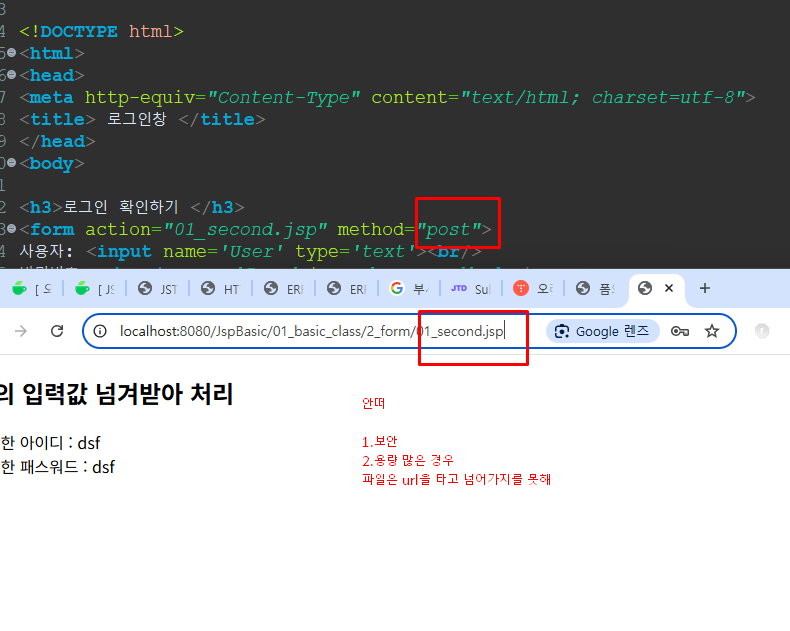 3
4 <!DOCTYPE html>
5 <html>
6 <head>
7 <meta http-equiv="Content-Type" content="text/html; charset=utf-8">
8 <title> 로그인창 </title>
9 </head>
0 <body>
1
2 <h3>로그인 확인하기 </h3>
3 <form action="01_second.jsp" method="post">
4 사용자: <input name='User' type='text'><br/>
[ 오 [ JS JST HT ERI ERI 부 JTD Su 오 폼
localhost:8080/JspBasic/01_basic_class/2_form/01_second.jsp Google 렌즈
의 입력값 넘겨받아 처리
안떠
한 아이디 : dsf
1.보안
2.용량 많은 경우
한 패스워드 : dsf
파일은 url을 타고 넘어가지를 못해